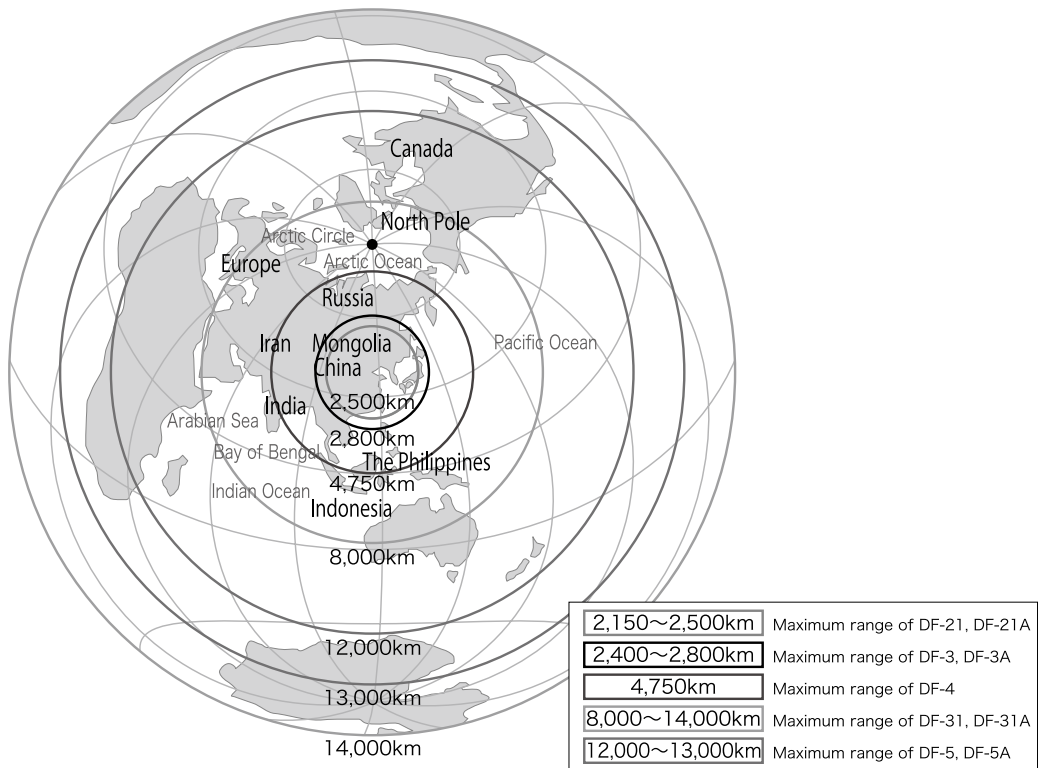 Canada
North Pole
Arctic Circle
Arctic Ocean
Europe
Russia
Iran
Mongolia
Pacific Ocean
China
2,500km
India
Arabian Sea
2,800km
Bay of Bengal
The Philippines
4,750km
Indian Ocean
Indonesia
8,000km
12,000km
13,000km
14,000km
2,150～2,500km Maximum range of DF-21, DF-21A
2,400～2,800km Maximum range of DF-3, DF-3A
4,750km Maximum range of DF-4
8,000～14,000km Maximum range of DF-31, DF-31A
12,000～13,000km Maximum range of DF-5, DF-5A